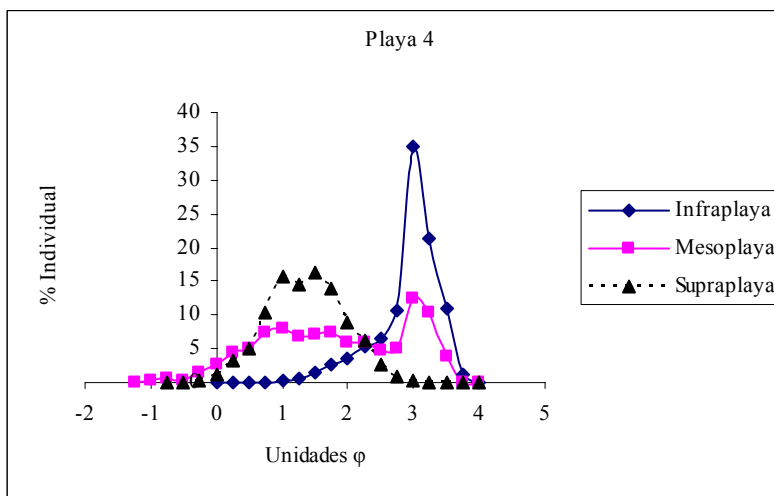 Playa 4
40
35
30
25
20
15
10
5
-2 -1 0 1 2 3 4 5
% Individual
Unidades φ
Infraplaya
Mesoplaya
Supraplaya